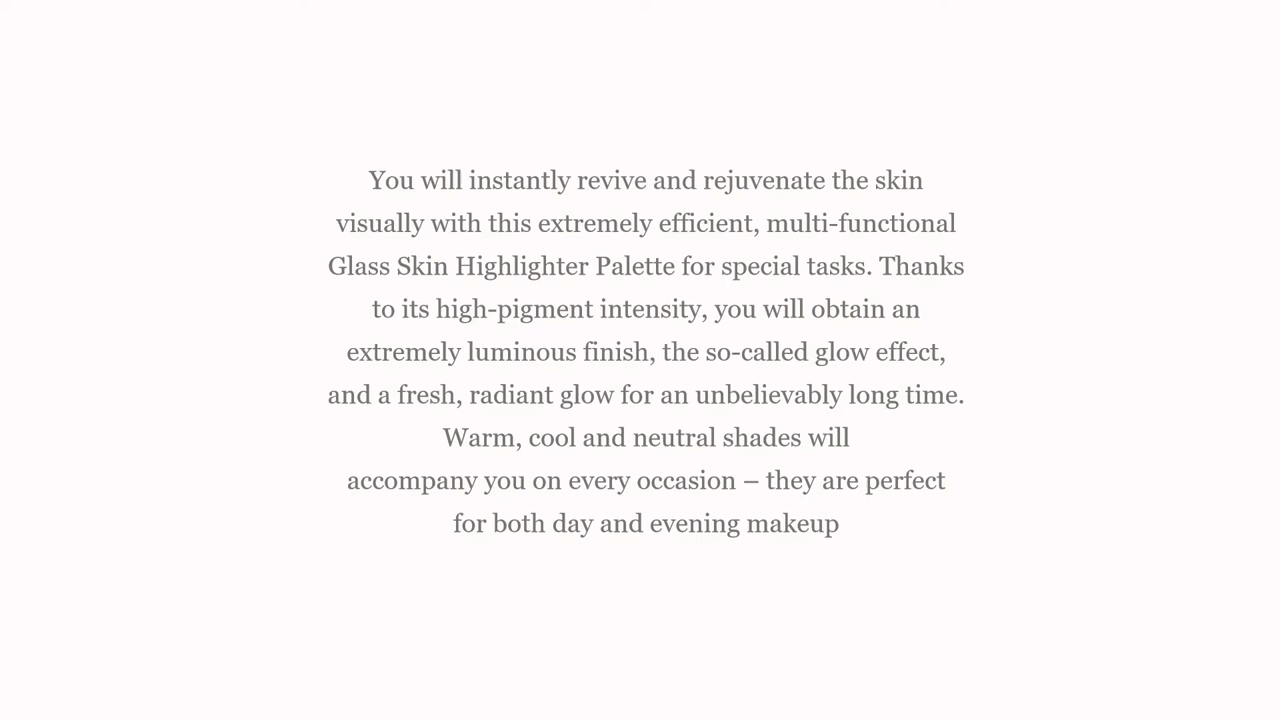 You will instantly revive and rejuvenate the skin
visually with this extremely efficient, multi-functional
Glass Skin Highlighter Palette for special tasks. Thanks
to its high-pigment intensity, you will obtain an
extremely luminous finish, the so-called glow effect,
and a fresh, radiant glow for an unbelievably long time.
Warm, cool and neutral shades will
accompany you on every occasion – they are perfect
for both day and evening makeup